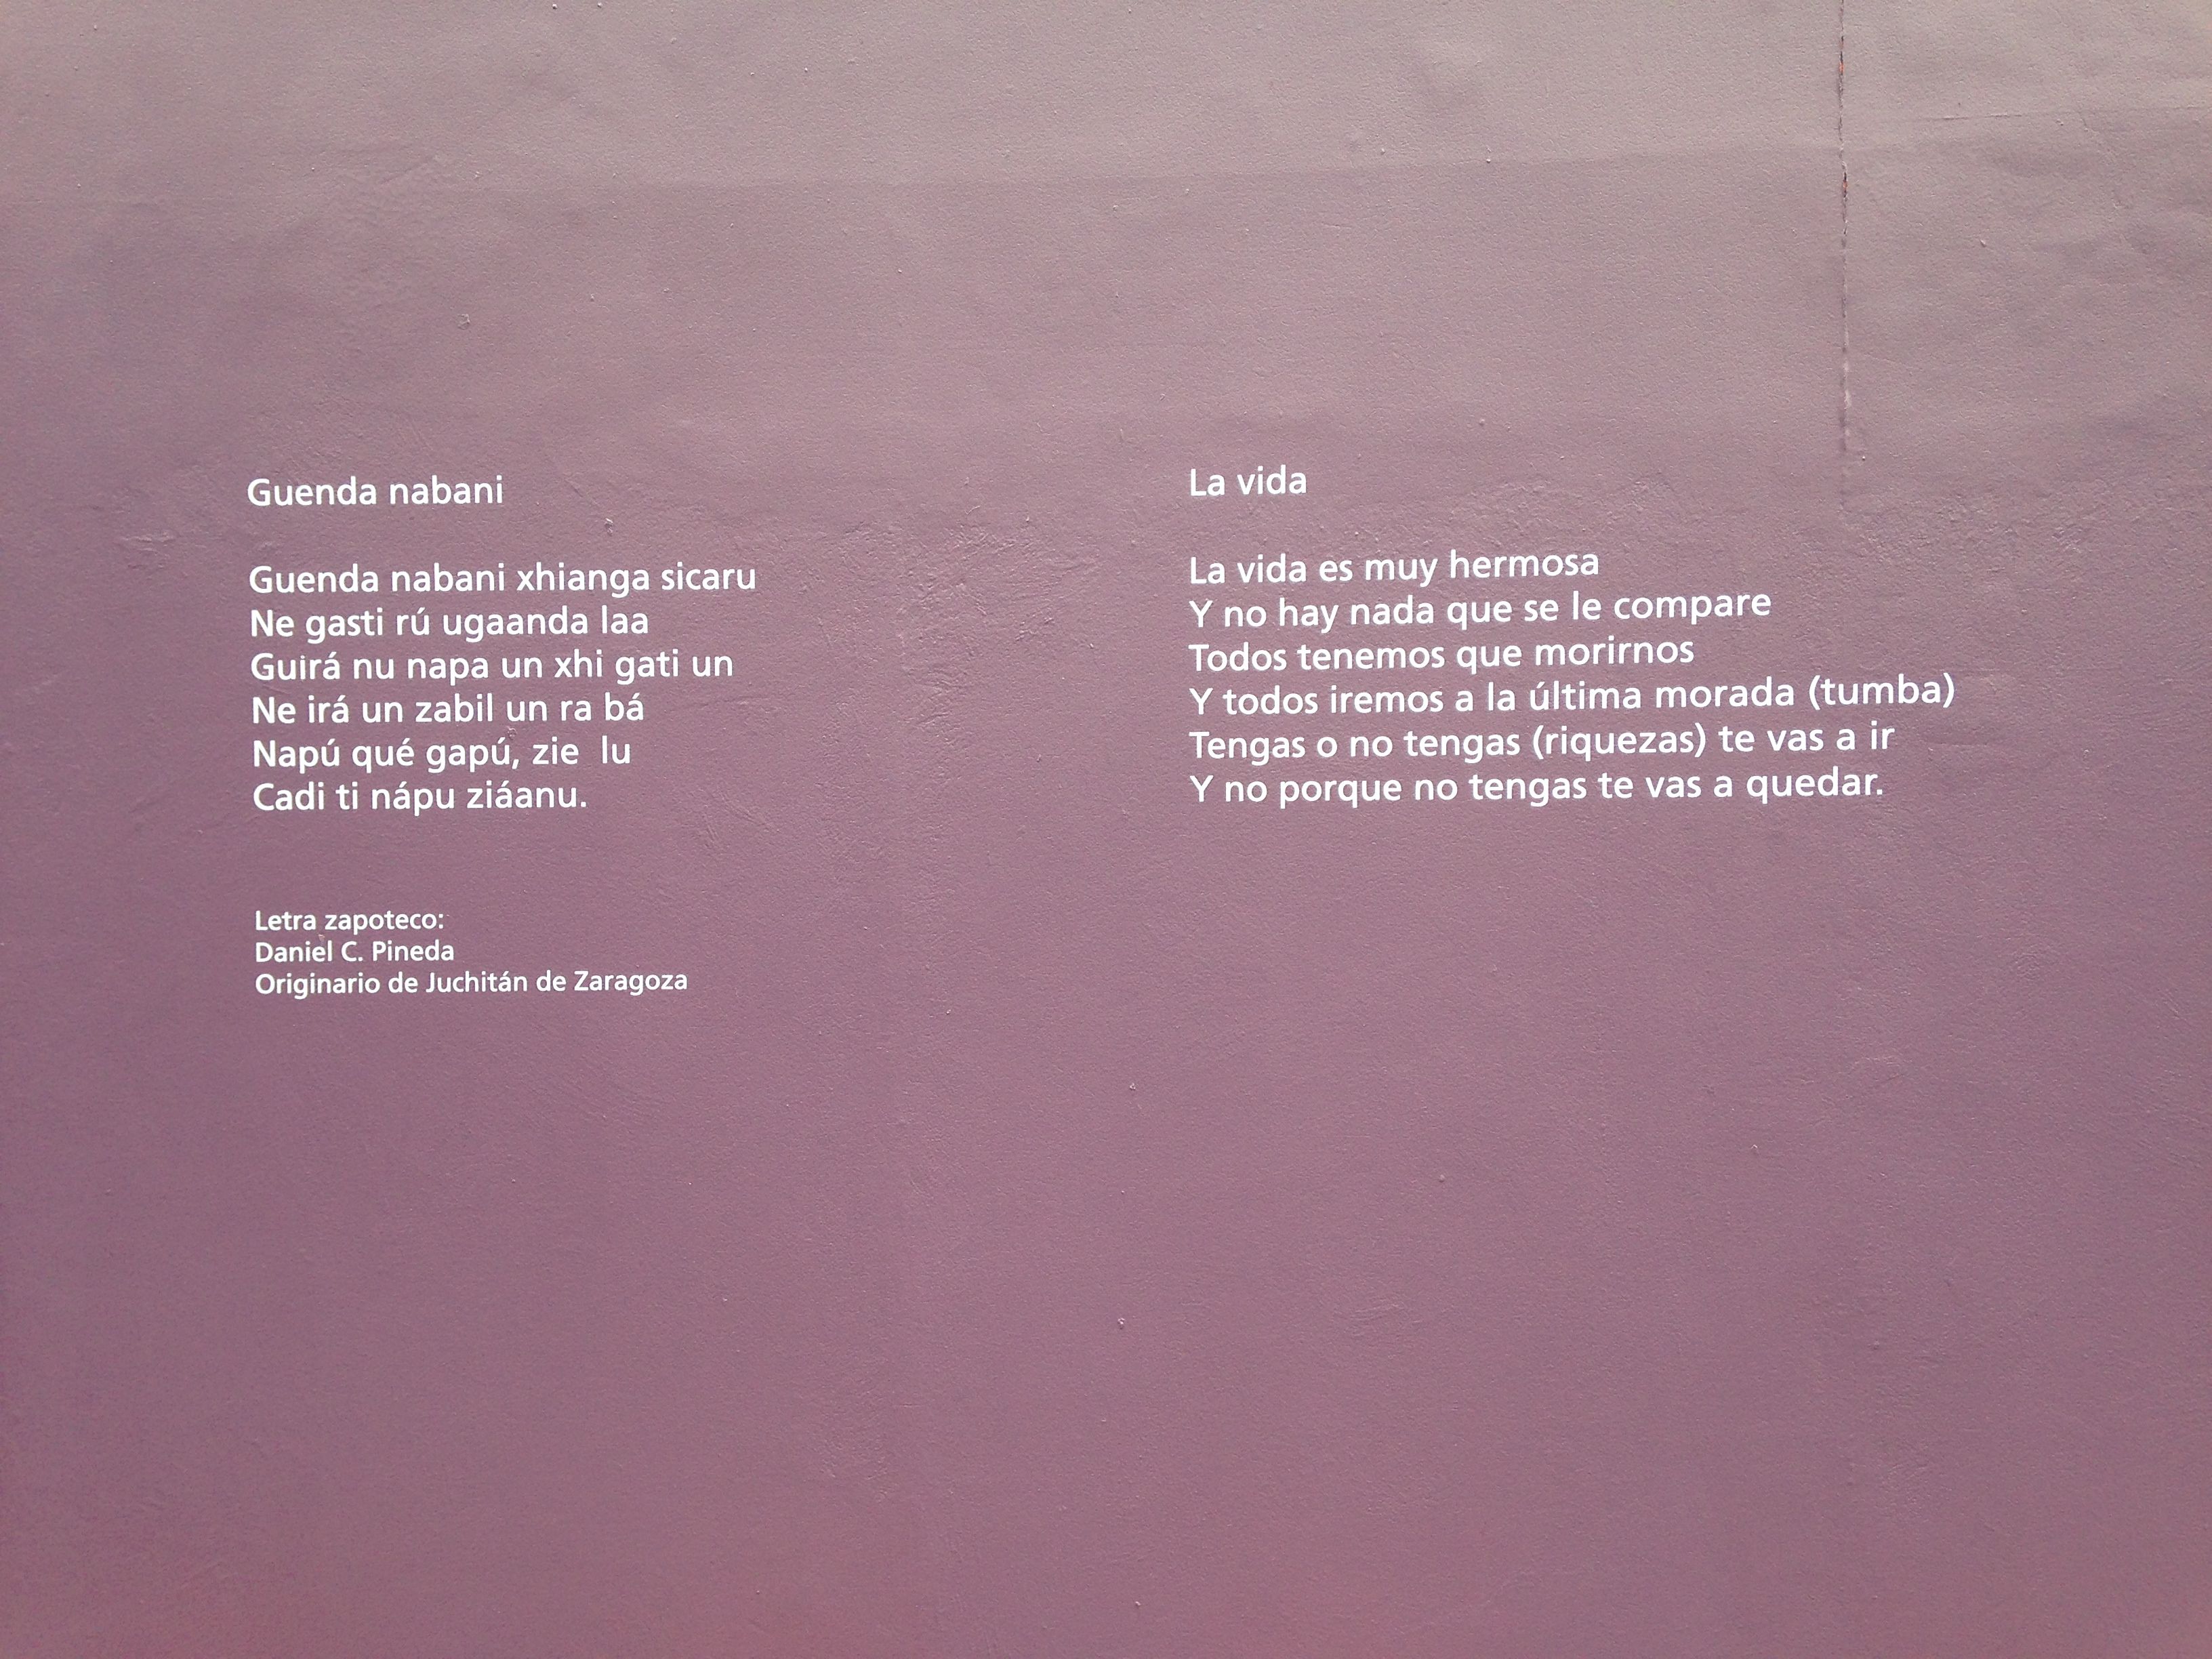 Guenda nabani
Guenda nabani xhianga sicaru
Ne gasti rú ugaanda laa
Guirá nu napa un xhi gati un
Ne irá un zabil un ra bá
Napú qué gapú, zie lu
Cadi ti nápu ziáanu.
Letra zapoteco:
Daniel C. Pineda
Originario de Juchitán de Zaragoza
La vida
La vida es muy hermosa
Y no hay nada que se le compare
Todos tenemos que morirnos
Y todos iremos a la última morada (tumba)
Tengas o no tengas (riquezas) te vas a ir
Y no porque no tengas te vas a quedar.